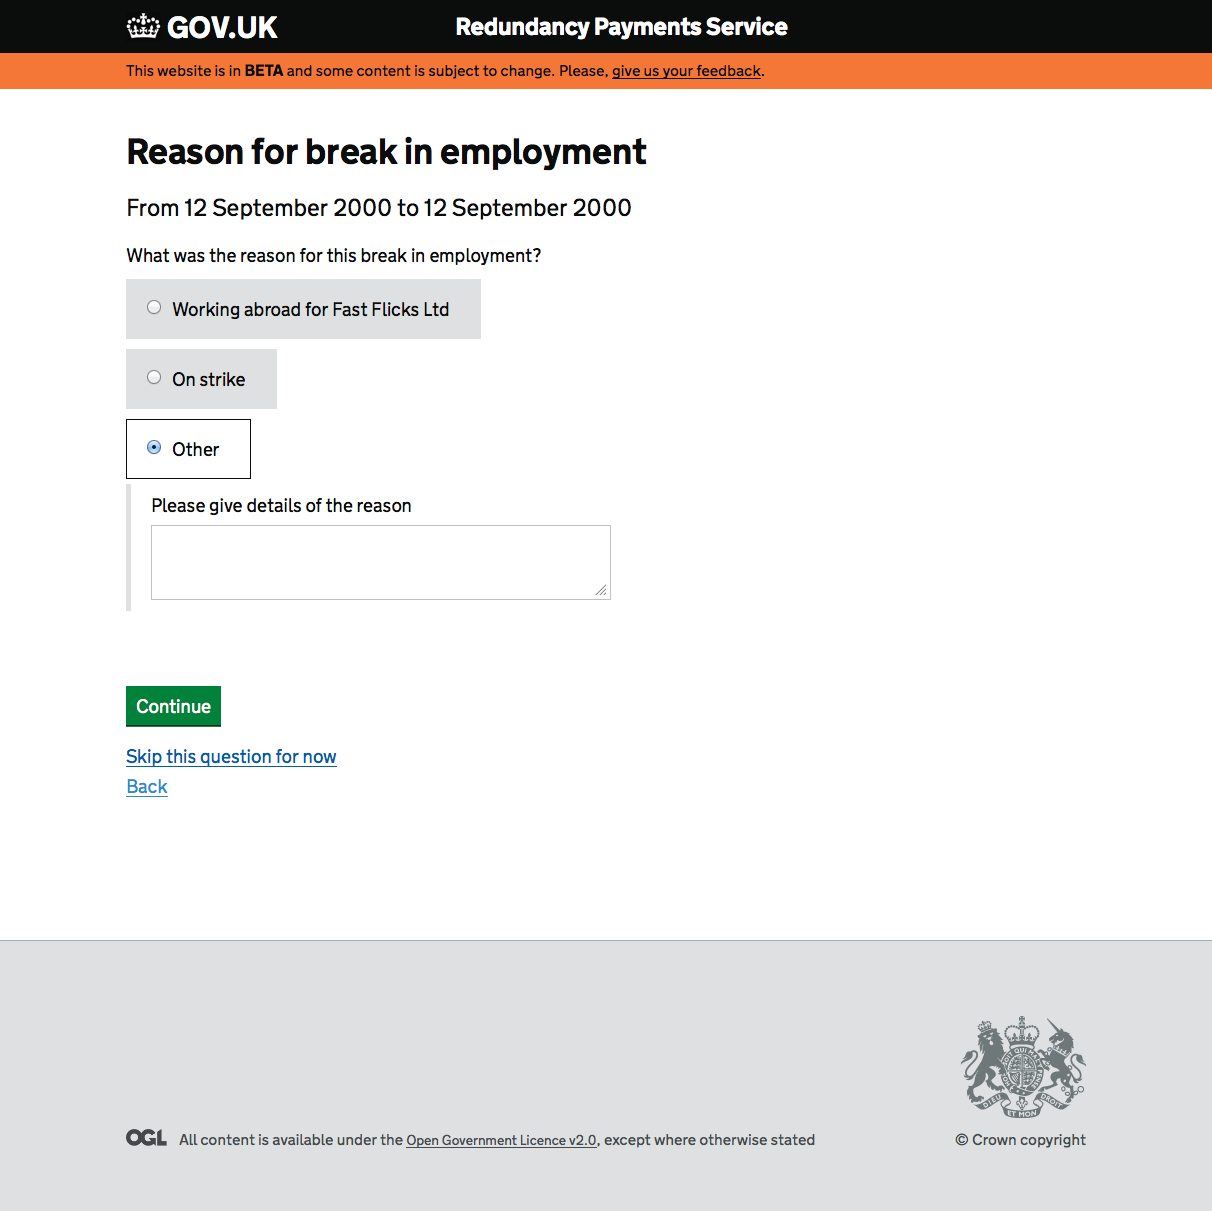 GOV.UK
Redundancy Payments Service
This website is in BETA and some content is subject to change. Please, give us your feedback.
Reason for break in employment
From 12 September 2000 to 12 September 2000
What was the reason for this break in employment?
Working abroad for Fast Flicks Ltd
On strike
Other
Please give details of the reason
Continue
Skip this question for now
Back
DIEU ET MON DROIT
OGL All content is available under the Open Government Licence v2.0, except where otherwise stated
© Crown copyright